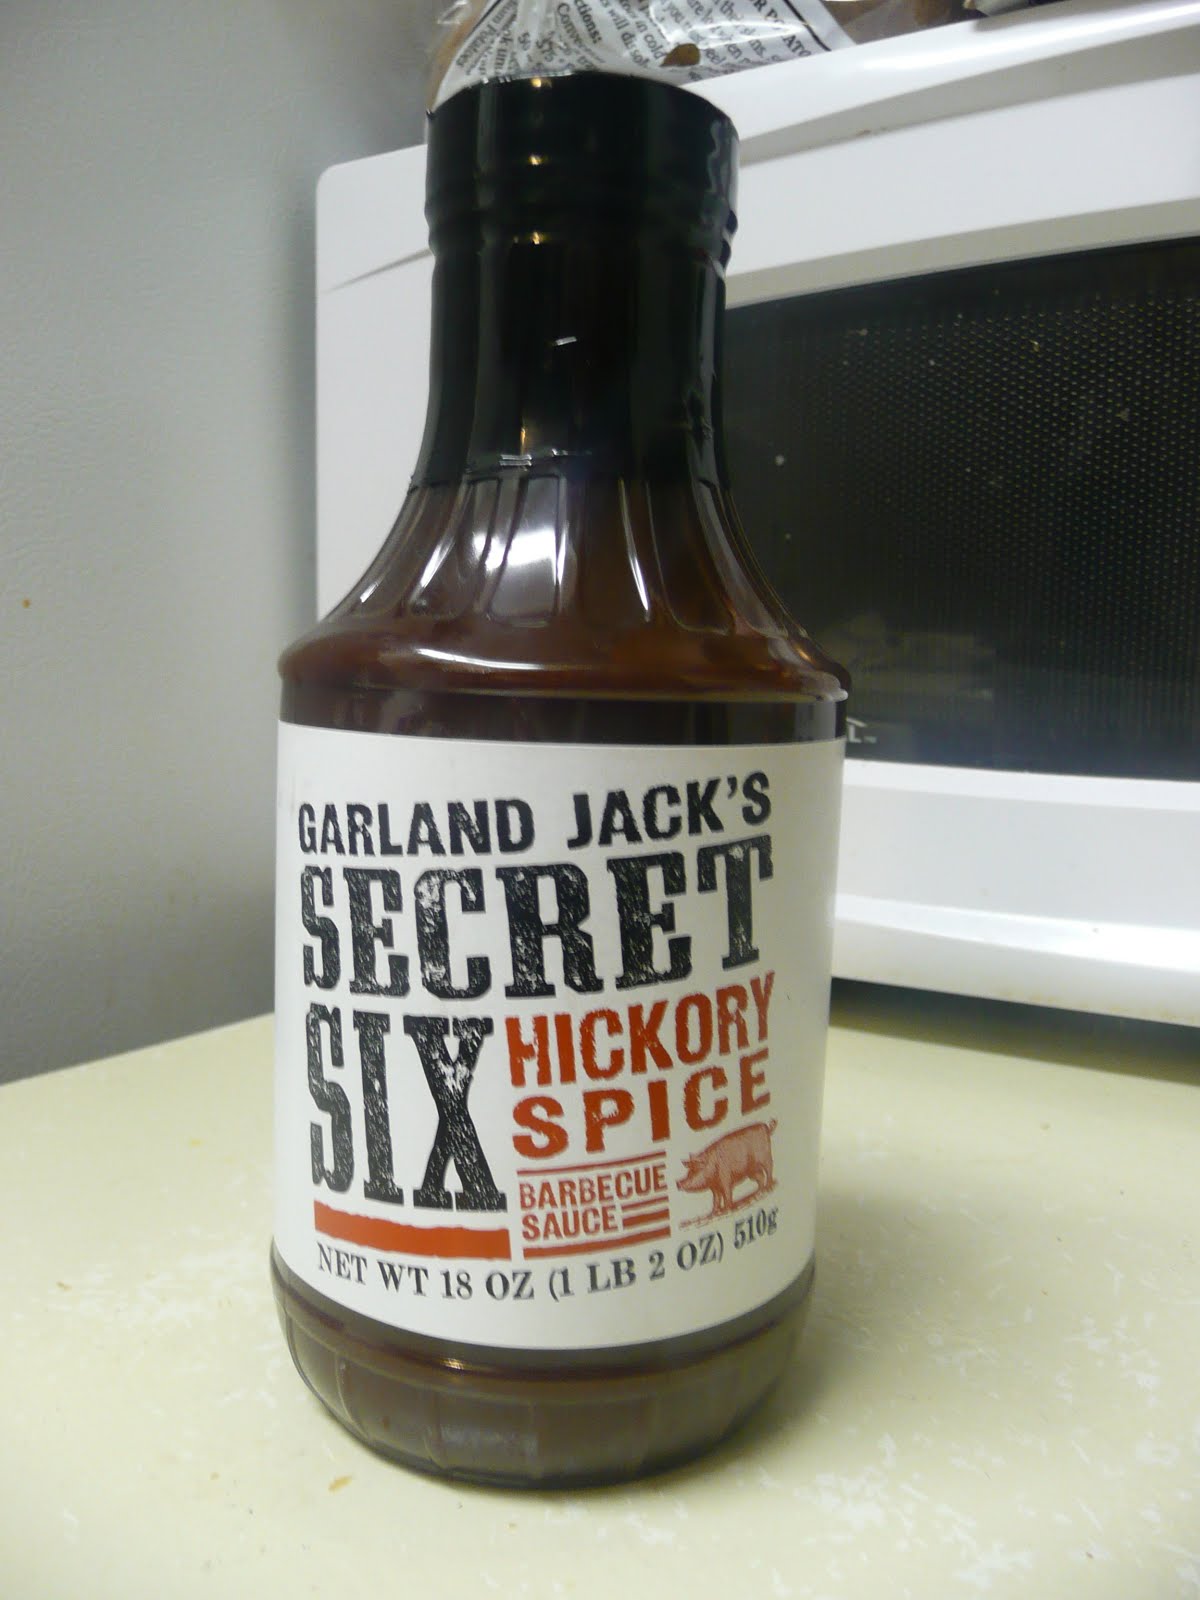 GARLAND JACK'S
SECRET
SIX
HICKORY
SPICE
BARBECUE
SAUCE
NET WT 18 OZ (1 LB 2 OZ) 510g